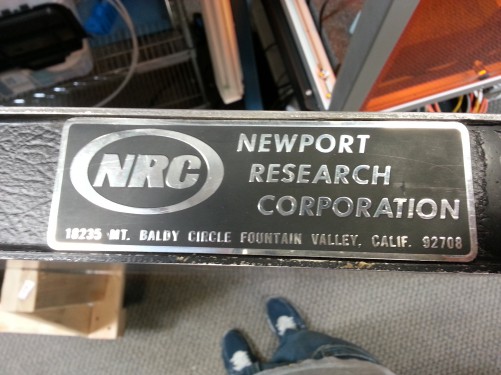 NRC
NEWPORT
RESEARCH
CORPORATION
18235 MT. BALDY CIRCLE FOUNTAIN VALLEY, CALIF. 92708